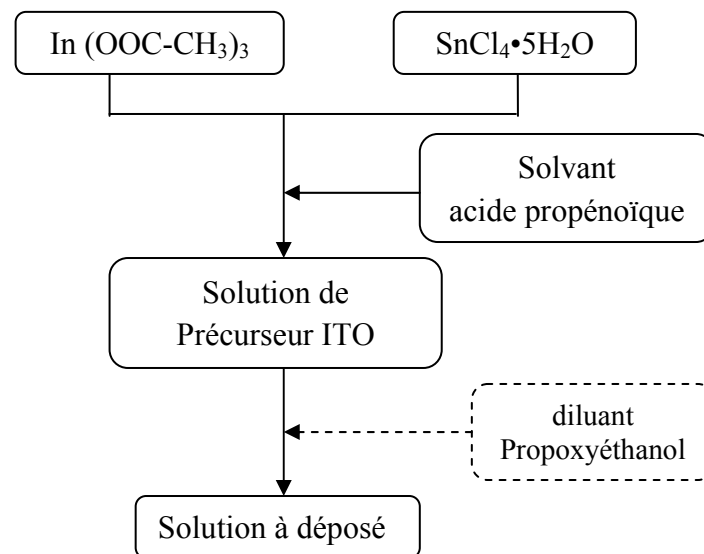 In (OOC-CH₃)₃
SnCl₄•5H₂O
Solvant
acide propénoïque
Solution de
Précurseur ITO
diluant
Propoxyéthanol
Solution à déposé